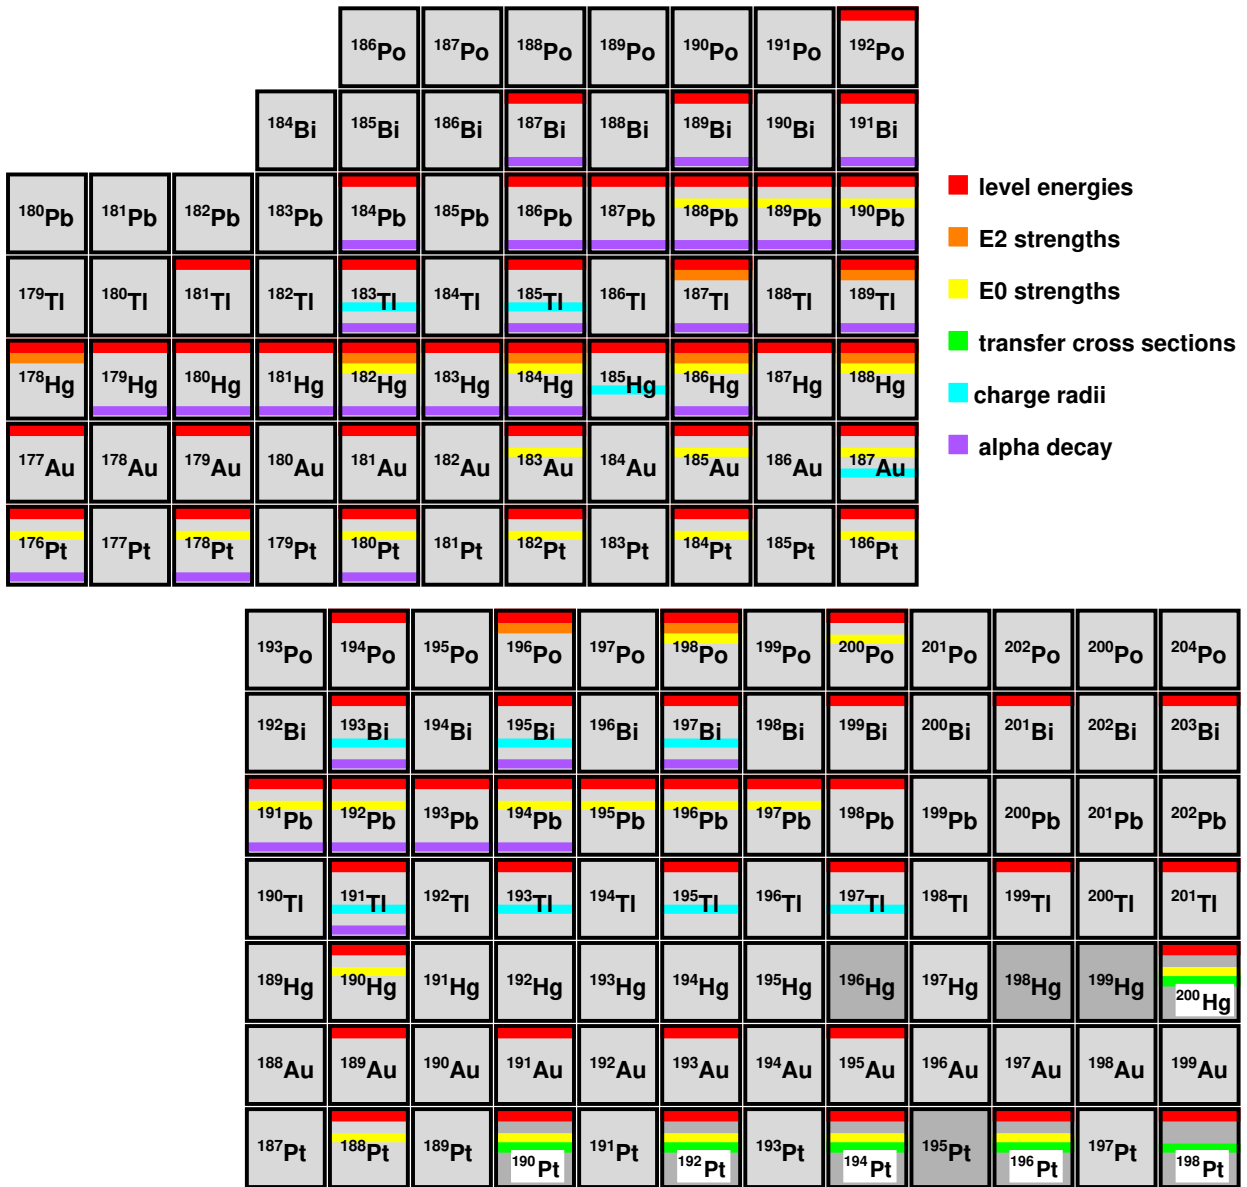 186Po 187Po 188Po 189Po 190Po 191Po 192Po
184Bi 185Bi 186Bi 187Bi 188Bi 189Bi 190Bi 191Bi
180Pb 181Pb 182Pb 183Pb 184Pb 185Pb 186Pb 187Pb 188Pb 189Pb 190Pb
179Tl 180Tl 181Tl 182Tl 183Tl 184Tl 185Tl 186Tl 187Tl 188Tl 189Tl
178Hg 179Hg 180Hg 181Hg 182Hg 183Hg 184Hg 185Hg 186Hg 187Hg 188Hg
177Au 178Au 179Au 180Au 181Au 182Au 183Au 184Au 185Au 186Au 187Au
176Pt 177Pt 178Pt 179Pt 180Pt 181Pt 182Pt 183Pt 184Pt 185Pt 186Pt
level energies
E2 strengths
E0 strengths
transfer cross sections
charge radii
alpha decay
193Po 194Po 195Po 196Po 197Po 198Po 199Po 200Po 201Po 202Po 200Po 204Po
192Bi 193Bi 194Bi 195Bi 196Bi 197Bi 198Bi 199Bi 200Bi 201Bi 202Bi 203Bi
191Pb 192Pb 193Pb 194Pb 195Pb 196Pb 197Pb 198Pb 199Pb 200Pb 201Pb 202Pb
190Tl 191Tl 192Tl 193Tl 194Tl 195Tl 196Tl 197Tl 198Tl 199Tl 200Tl 201Tl
189Hg 190Hg 191Hg 192Hg 193Hg 194Hg 195Hg 196Hg 197Hg 198Hg 199Hg 200Hg
188Au 189Au 190Au 191Au 192Au 193Au 194Au 195Au 196Au 197Au 198Au 199Au
187Pt 188Pt 189Pt 190Pt 191Pt 192Pt 193Pt 194Pt 195Pt 196Pt 197Pt 198Pt